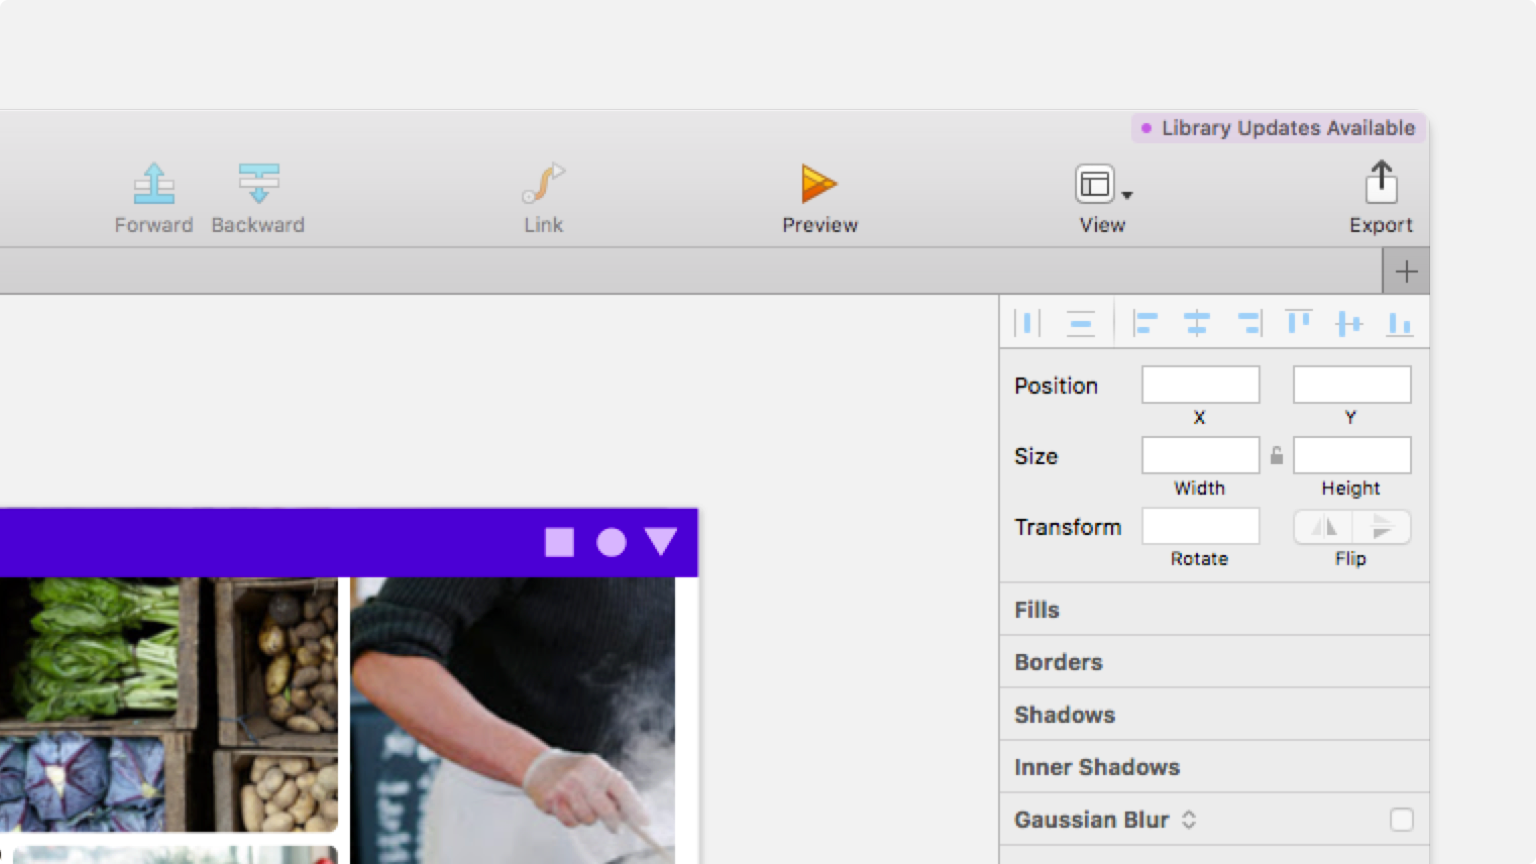 Library Updates Available
Forward Backward Link Preview View Export
Position
X Y
Size
Width Height
Transform
Rotate Flip
Fills
Borders
Shadows
Inner Shadows
Gaussian Blur